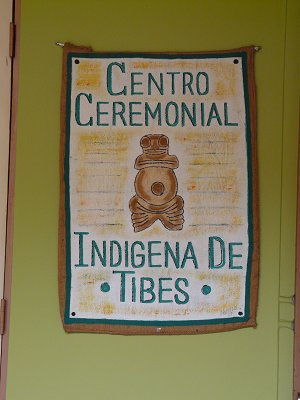 CENTRO
CEREMONIAL
INDIGENA DE
• TIBES •